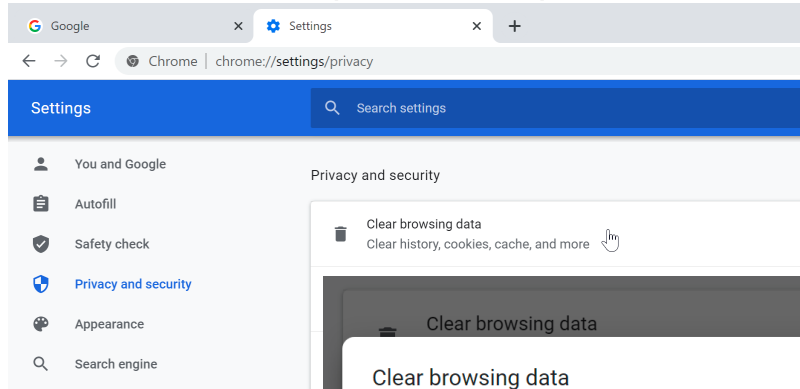 Google
Settings
Chrome | chrome://settings/privacy
Settings
Search settings
You and Google
Autofill
Safety check
Privacy and security
Appearance
Search engine
Privacy and security
Clear browsing data
Clear history, cookies, cache, and more
Clear browsing data
Clear browsing data